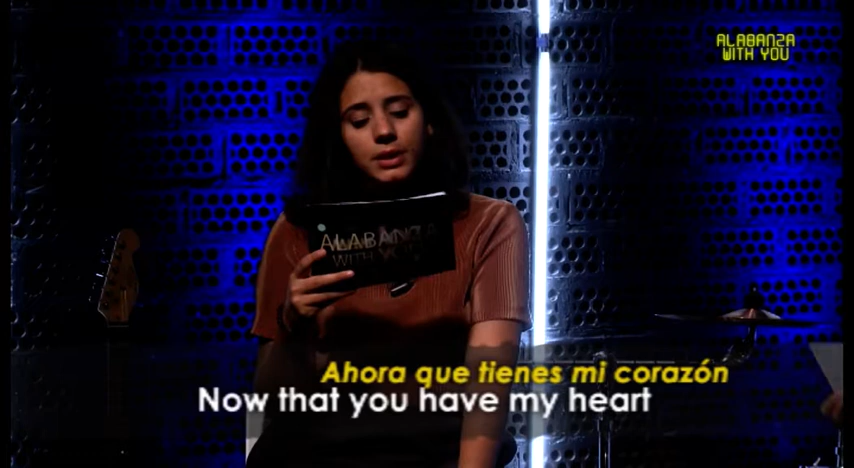 ALABANZA
WITH YOU
ALABANZA
WITH YOU
Ahora que tienes mi corazón
Now that you have my heart